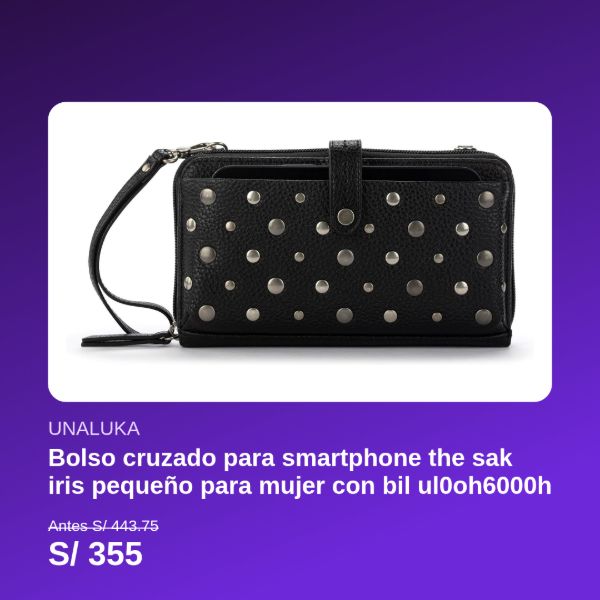 UNALUKA
Bolso cruzado para smartphone the sak
iris pequeño para mujer con bil ul0oh6000h
Antes S/ 443.75
S/ 355